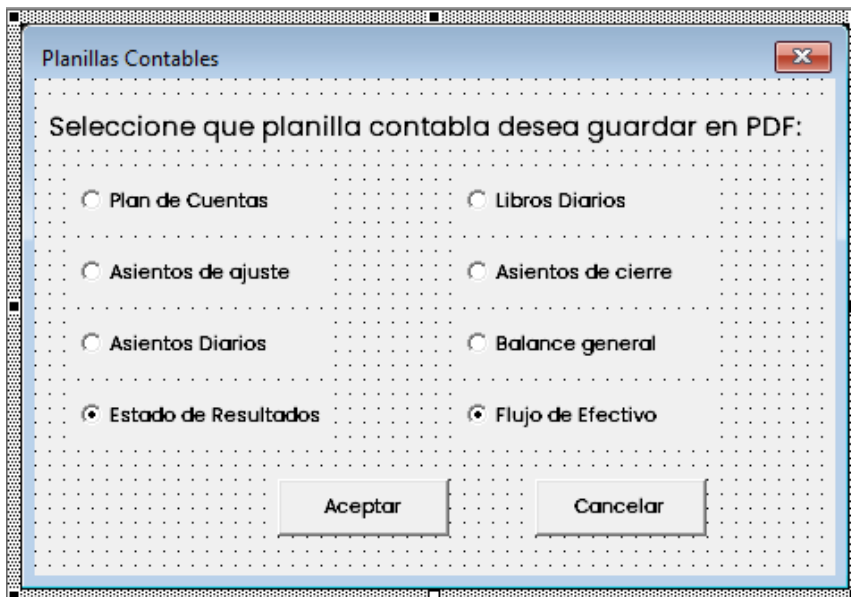 Planillas Contables
Seleccione que planilla contabla desea guardar en PDF:
Plan de Cuentas
Libros Diarios
Asientos de ajuste
Asientos de cierre
Asientos Diarios
Balance general
Estado de Resultados
Flujo de Efectivo
Aceptar
Cancelar